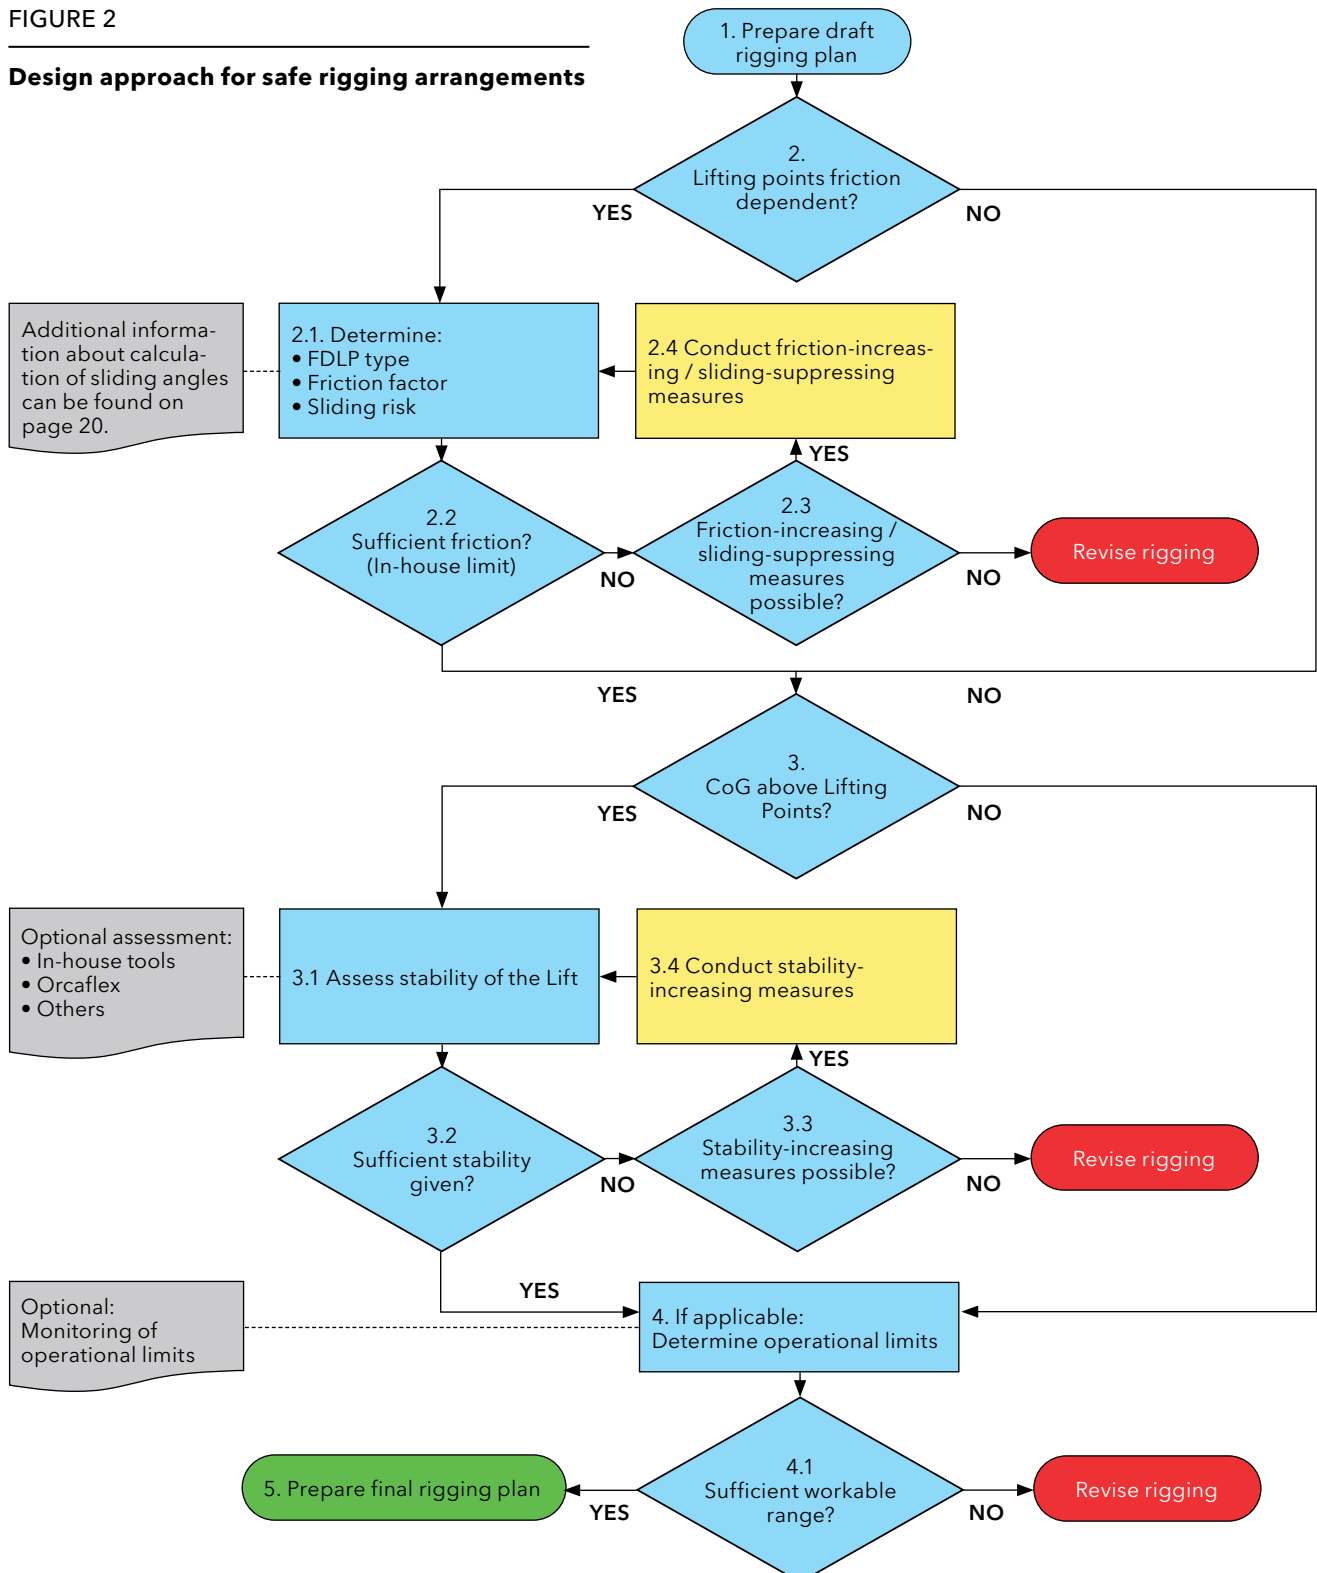 FIGURE 2
Design approach for safe rigging arrangements
1. Prepare draft
rigging plan
2.
Lifting points friction
dependent?
YES
NO
Additional informa-
tion about calcula-
tion of sliding angles
can be found on
page 20.
2.1. Determine:
• FDLP type
• Friction factor
• Sliding risk
2.4 Conduct friction-increas-
ing / sliding-suppressing
measures
YES
2.2
Sufficient friction?
(In-house limit)
NO
2.3
Friction-increasing /
sliding-suppressing
measures
possible?
NO
Revise rigging
YES
NO
3.
CoG above Lifting
Points?
YES
NO
Optional assessment:
• In-house tools
• Orcaflex
• Others
3.1 Assess stability of the Lift
3.4 Conduct stability-
increasing measures
YES
3.2
Sufficient stability
given?
NO
3.3
Stability-increasing
measures possible?
NO
Revise rigging
YES
Optional:
Monitoring of
operational limits
4. If applicable:
Determine operational limits
5. Prepare final rigging plan
YES
4.1
Sufficient workable
range?
NO
Revise rigging